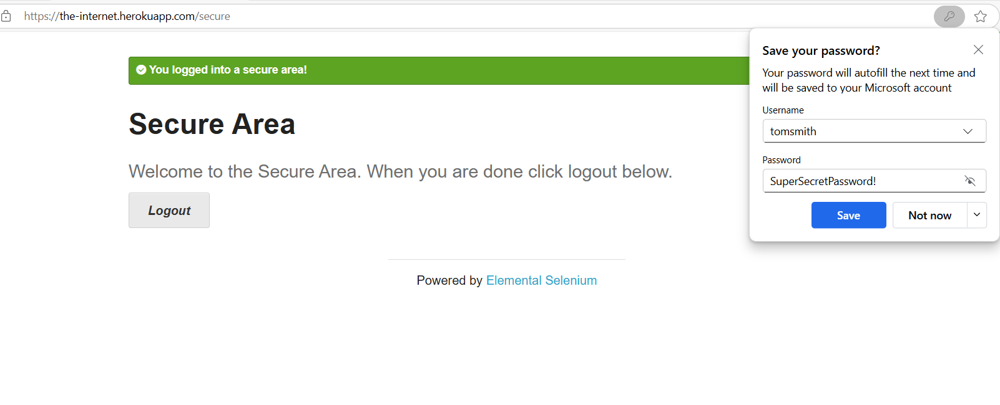 https://the-internet.herokuapp.com/secure
You logged into a secure area!
Secure Area
Welcome to the Secure Area. When you are done click logout below.
Logout
Powered by Elemental Selenium
Save your password?
Your password will autofill the next time and
will be saved to your Microsoft account
Username
tomsmith
Password
SuperSecretPassword!
Save
Not now